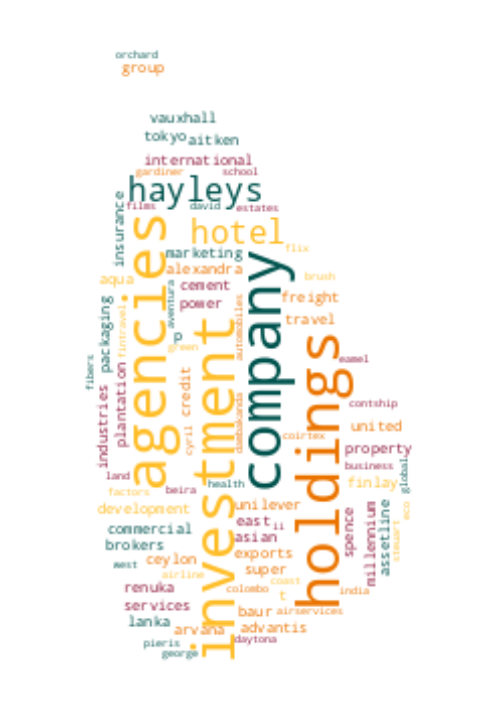 orchard
group
vauxhall
tokyo
aitken
international
gardiner
school
hayleys
films
david
estates
insurance
agencies
hotel
marketing
flix
alexandra
company
aqua
cement
brush
aventura
power
freight
automobiles
packaging
fintravel
travel
p
investment
holdings
green
fibers
eamel
plantation
credit
industries
cyril
dambakanda
contship
united
coirtex
property
business
global
land
health
finlay
factors
beira
development
unilever
eco
commercial
east
ii
spence
millennium
assetline
steuart
brokers
asian
exports
west
ceylon
super
airline
coast
renuka
colombo
t
india
services
baur
airservices
lanka
arvana
advantis
daytona
pieris
george